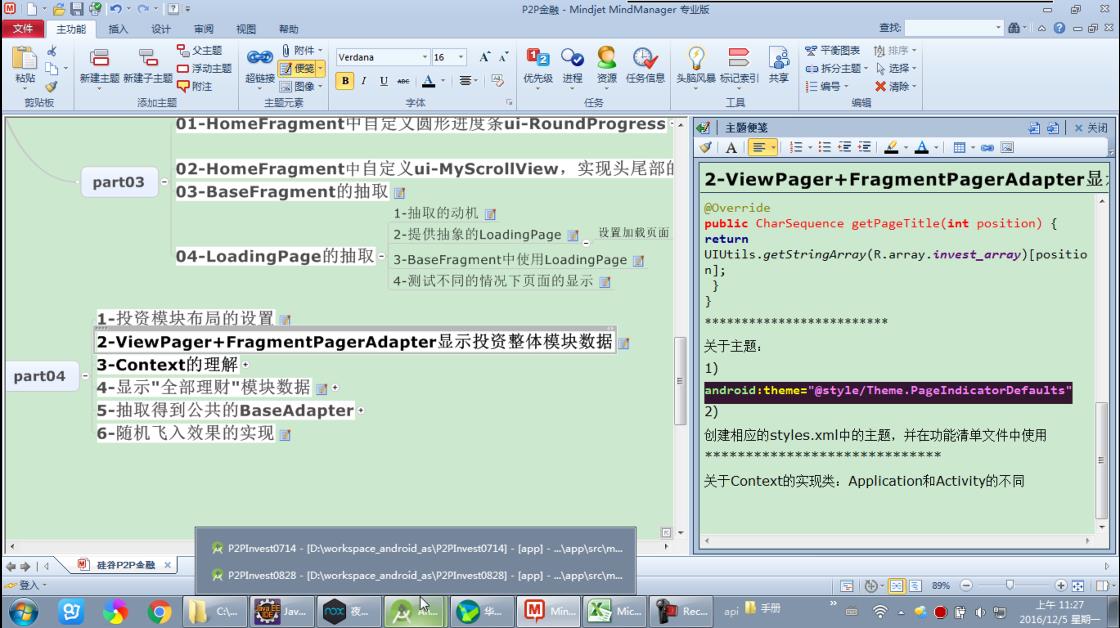 P2P金融 - Mindjet MindManager 专业版
文件 主功能 插入 设计 审阅 视图 帮助 查找:
粘贴 剪贴板
新建主题 新建子主题 父主题 浮动主题 附注 添加主题
超链接 附件 便笺 图像 主题元素
Verdana 16
B I U ABC A 字体
优先级 进程 资源 任务信息 任务
头脑风暴 标记索引 共享 工具
平衡图表 排序
拆分主题 选择
编号 清除
编辑
01-HomeFragment中自定义圆形进度条ui-RoundProgress
02-HomeFragment中自定义ui-MyScrollView，实现头尾部的
part03
03-BaseFragment的抽取
1-抽取的动机
2-提供抽象的LoadingPage 设置加载页面
04-LoadingPage的抽取
3-BaseFragment中使用LoadingPage
4-测试不同的情况下页面的显示
1-投资模块布局的设置
2-ViewPager+FragmentPagerAdapter显示投资整体模块数据
3-Context的理解
part04
4-显示"全部理财"模块数据
5-抽取得到公共的BaseAdapter
6-随机飞入效果的实现
主题便笺 关闭
2-ViewPager+FragmentPagerAdapter显
@Override
public CharSequence getPageTitle(int position) {
return
UIUtils.getStringArray(R.array.invest_array)[positio
n];
}
}
*************************
关于主题：
1)
android:theme="@style/Theme.PageIndicatorDefaults"
2)
创建相应的styles.xml中的主题，并在功能清单文件中使用
*****************************
关于Context的实现类：Application和Activity的不同
P2PInvest0714 - [D:\workspace_android_as\P2PInvest0714] - [app] - ...\app\src\m...
P2PInvest0828 - [D:\workspace_android_as\P2PInvest0828] - [app] - ...\app\src\m...
硅谷P2P金融
登入 89%
C:\... Jav... 夜... 华... Min... Mic... Rec... api 手册
上午 11:27
2016/12/5 星期一